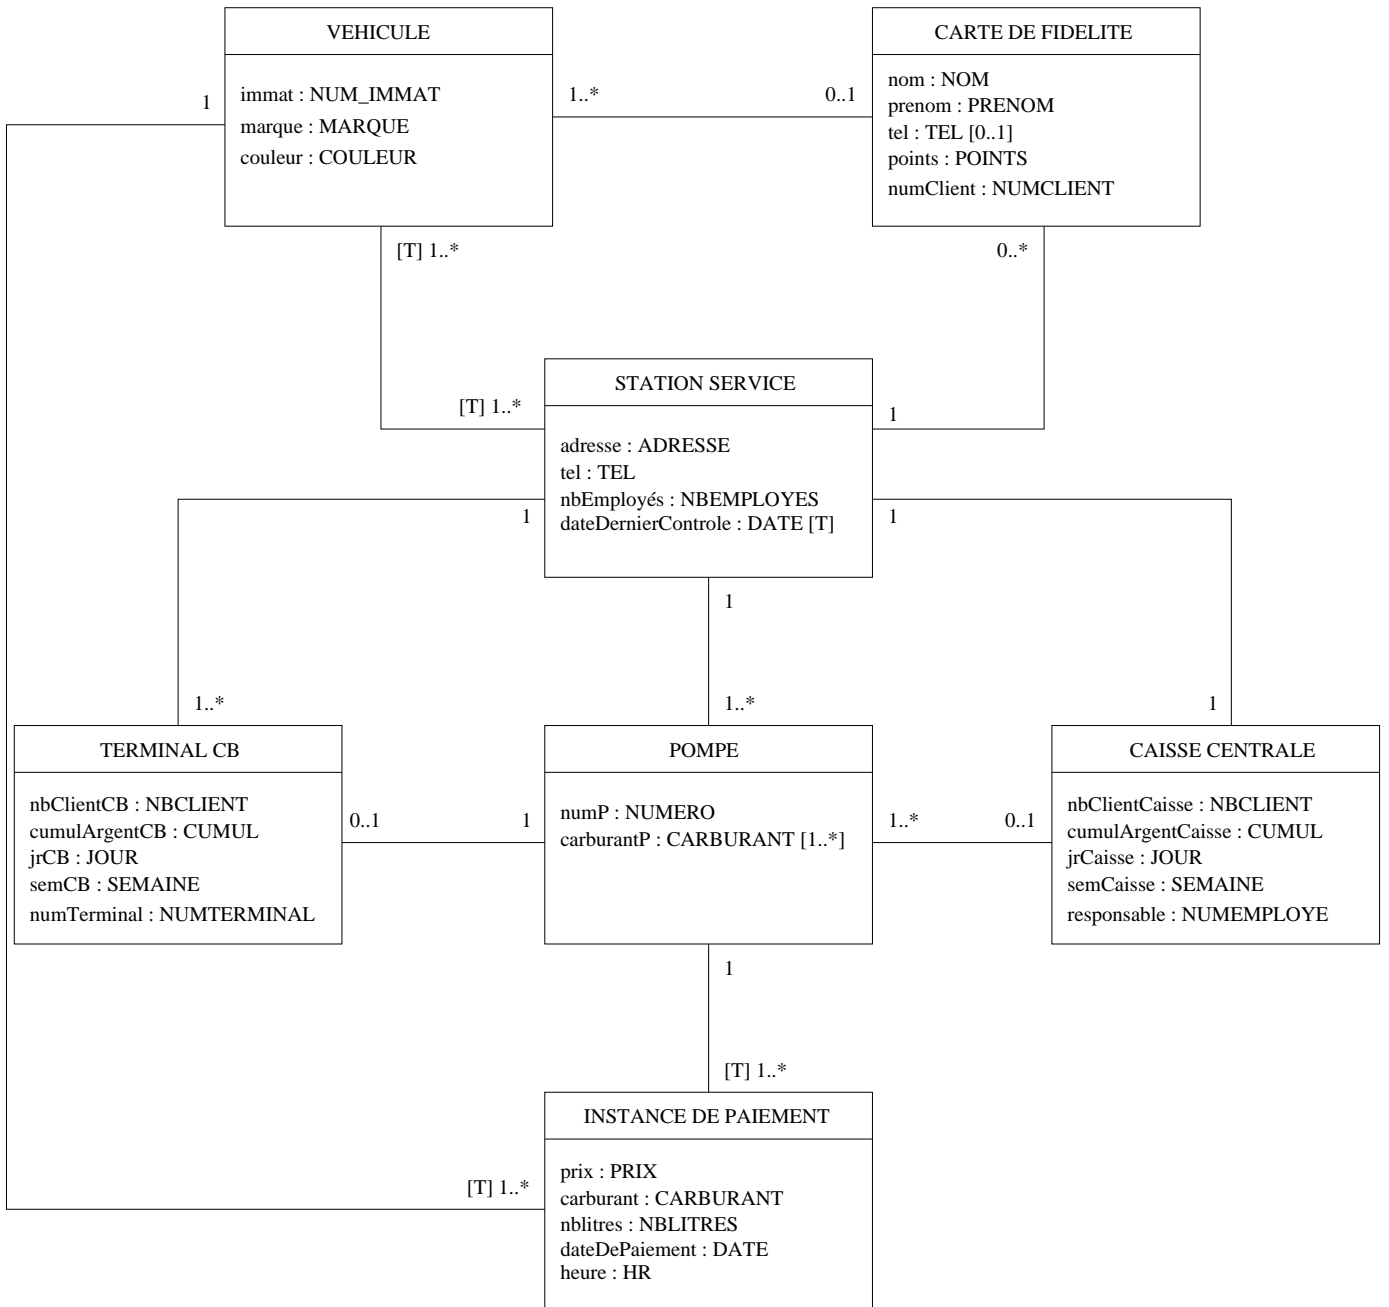 VEHICULE
immat : NUM_IMMAT
marque : MARQUE
couleur : COULEUR
CARTE DE FIDELITE
nom : NOM
prenom : PRENOM
tel : TEL [0..1]
points : POINTS
numClient : NUMCLIENT
1
1..*
0..1
[T] 1..*
0..*
STATION SERVICE
adresse : ADRESSE
tel : TEL
nbEmployés : NBEMPLOYES
dateDernierControle : DATE [T]
[T] 1..*
1
1
1
1
1..*
1..*
1
TERMINAL CB
nbClientCB : NBCLIENT
cumulArgentCB : CUMUL
jrCB : JOUR
semCB : SEMAINE
numTerminal : NUMTERMINAL
0..1
1
POMPE
numP : NUMERO
carburantP : CARBURANT [1..*]
1..*
0..1
CAISSE CENTRALE
nbClientCaisse : NBCLIENT
cumulArgentCaisse : CUMUL
jrCaisse : JOUR
semCaisse : SEMAINE
responsable : NUMEMPLOYE
1
[T] 1..*
INSTANCE DE PAIEMENT
prix : PRIX
carburant : CARBURANT
nblitres : NBLITRES
dateDePaiement : DATE
heure : HR
[T] 1..*